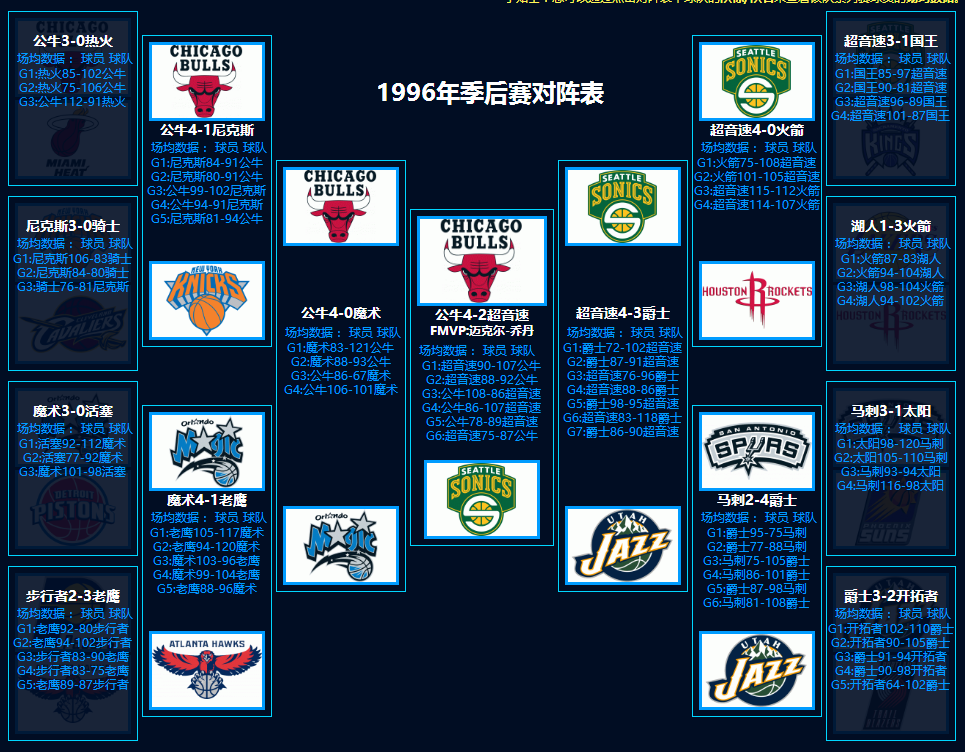 1996年季后赛对阵表
公牛3-0热火
场均数据： 球员 球队
G1:热火85-102公牛
G2:热火75-106公牛
G3:公牛112-91热火
MIAMI
HEAT
尼克斯3-0骑士
场均数据： 球员 球队
G1:尼克斯106-83骑士
G2:尼克斯84-80骑士
G3:骑士76-81尼克斯
CAVALIERS
魔术3-0活塞
场均数据： 球员 球队
G1:活塞92-112魔术
G2:活塞77-92魔术
G3:魔术101-98活塞
DETROIT
PISTONS
步行者2-3老鹰
场均数据： 球员 球队
G1:老鹰92-80步行者
G2:老鹰94-102步行者
G3:步行者83-90老鹰
G4:步行者83-75老鹰
G5:老鹰89-87步行者
CHICAGO
BULLS
公牛4-1尼克斯
场均数据： 球员 球队
G1:尼克斯84-91公牛
G2:尼克斯80-91公牛
G3:公牛99-102尼克斯
G4:公牛94-91尼克斯
G5:尼克斯81-94公牛
NEW YORK
KNICKS
Orlando
Magic
魔术4-1老鹰
场均数据： 球员 球队
G1:老鹰105-117魔术
G2:老鹰94-120魔术
G3:魔术103-96老鹰
G4:魔术99-104老鹰
G5:老鹰88-96魔术
ATLANTA HAWKS
CHICAGO
BULLS
公牛4-0魔术
场均数据： 球员 球队
G1:魔术83-121公牛
G2:魔术88-93公牛
G3:公牛86-67魔术
G4:公牛106-101魔术
Orlando
Magic
CHICAGO
BULLS
公牛4-2超音速
FMVP:迈克尔-乔丹
场均数据： 球员 球队
G1:超音速90-107公牛
G2:超音速88-92公牛
G3:公牛108-86超音速
G4:公牛86-107超音速
G5:公牛78-89超音速
G6:超音速75-87公牛
SEATTLE
SONICS
SEATTLE
SONICS
超音速4-3爵士
场均数据： 球员 球队
G1:爵士72-102超音速
G2:爵士87-91超音速
G3:超音速76-96爵士
G4:超音速88-86爵士
G5:爵士98-95超音速
G6:超音速83-118爵士
G7:爵士86-90超音速
UTAH
JAZZ
SEATTLE
SONICS
超音速4-0火箭
场均数据： 球员 球队
G1:火箭75-108超音速
G2:火箭101-105超音速
G3:超音速115-112火箭
G4:超音速114-107火箭
HOUSTON ROCKETS
SAN ANTONIO
SPURS
马刺2-4爵士
场均数据： 球员 球队
G1:爵士95-75马刺
G2:爵士77-88马刺
G3:马刺75-105爵士
G4:马刺86-101爵士
G5:爵士87-98马刺
G6:马刺81-108爵士
UTAH
JAZZ
超音速3-1国王
场均数据： 球员 球队
G1:国王85-97超音速
G2:国王90-81超音速
G3:超音速96-89国王
G4:超音速101-87国王
KINGS
湖人1-3火箭
场均数据： 球员 球队
G1:火箭87-83湖人
G2:火箭94-104湖人
G3:湖人98-104火箭
G4:湖人94-102火箭
HOUSTON ROCKETS
马刺3-1太阳
场均数据： 球员 球队
G1:太阳98-120马刺
G2:太阳105-110马刺
G3:马刺93-94太阳
G4:马刺116-98太阳
PHOENIX
SUNS
爵士3-2开拓者
场均数据： 球员 球队
G1:开拓者102-110爵士
G2:开拓者90-105爵士
G3:爵士91-94开拓者
G4:爵士90-98开拓者
G5:开拓者64-102爵士